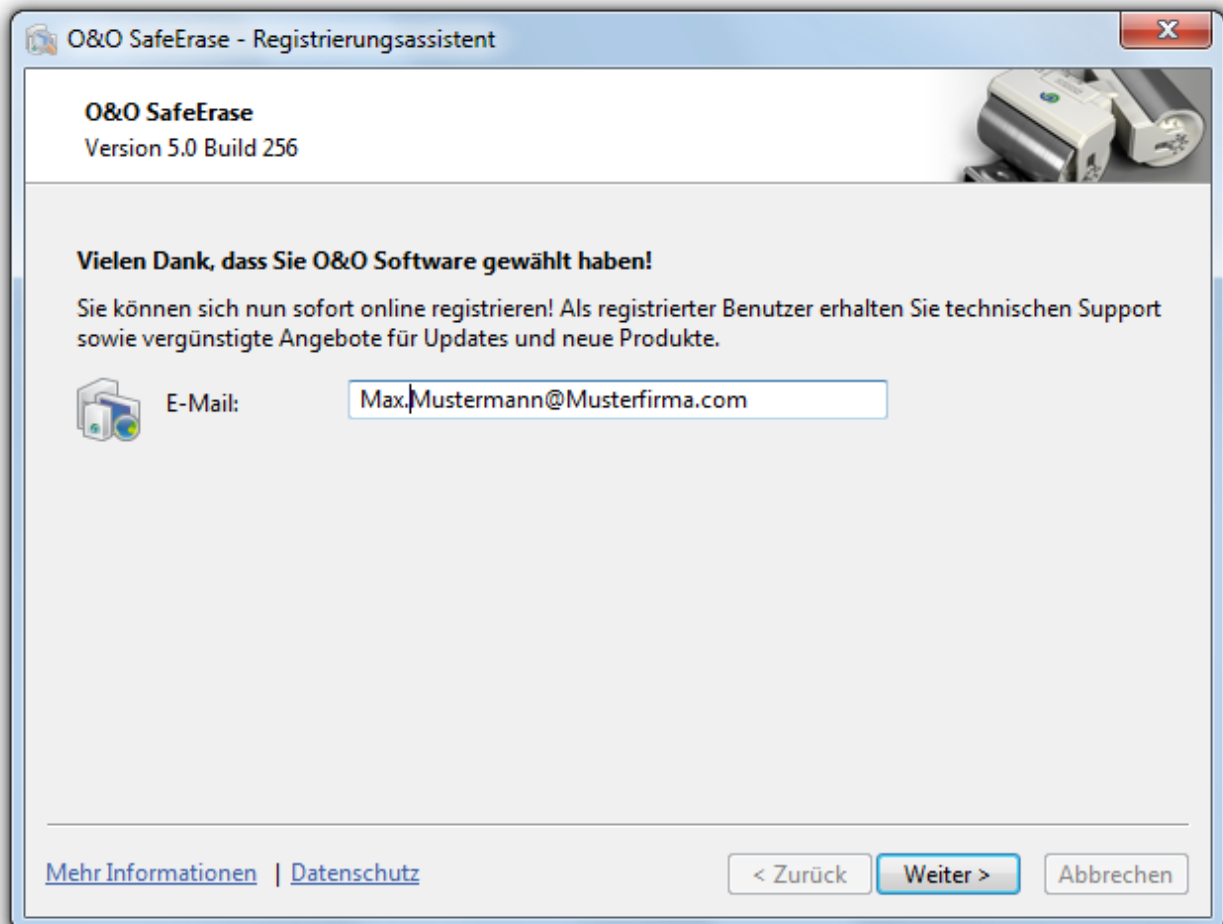 O&O SafeErase - Registrierungsassistent
O&O SafeErase
Version 5.0 Build 256
Vielen Dank, dass Sie O&O Software gewählt haben!
Sie können sich nun sofort online registrieren! Als registrierter Benutzer erhalten Sie technischen Support
sowie vergünstigte Angebote für Updates und neue Produkte.
E-Mail: Max.Mustermann@Musterfirma.com
Mehr Informationen | Datenschutz < Zurück Weiter > Abbrechen